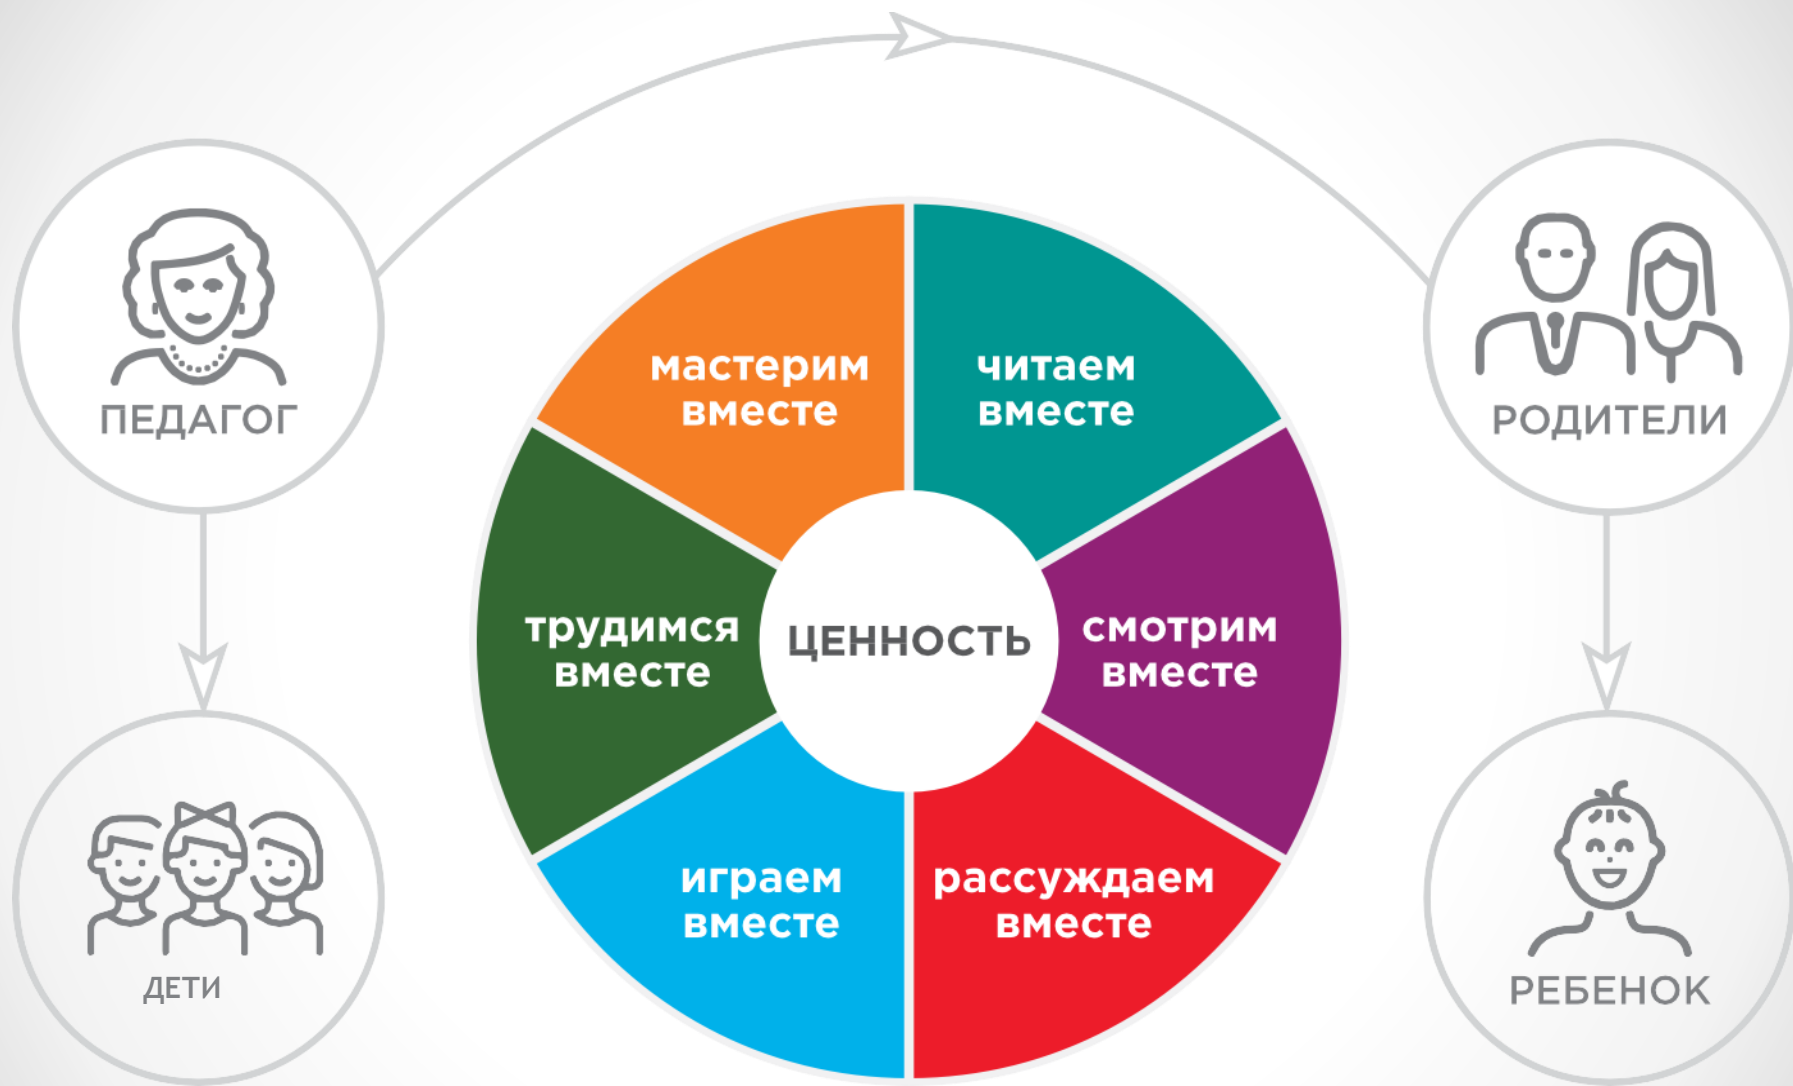 мастерим
вместе
читаем
вместе
ПЕДАГОГ
РОДИТЕЛИ
трудимся
вместе
ЦЕННОСТЬ
смотрим
вместе
играем
вместе
рассуждаем
вместе
ДЕТИ
РЕБЕНОК